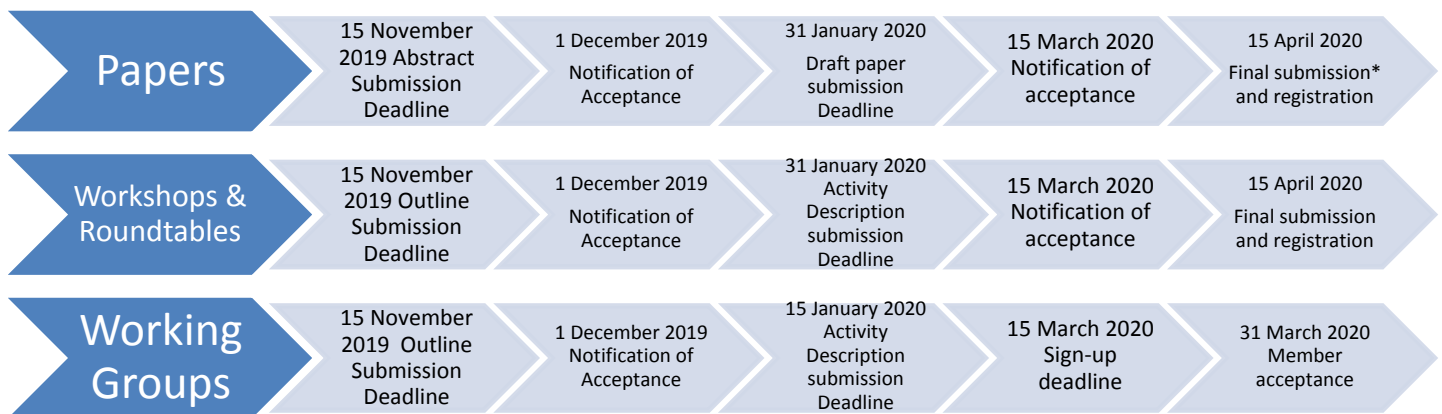 Papers
15 November
2019 Abstract
Submission
Deadline
1 December 2019
Notification of
Acceptance
31 January 2020
Draft paper
submission
Deadline
15 March 2020
Notification of
acceptance
15 April 2020
Final submission*
and registration
Workshops &
Roundtables
15 November
2019 Outline
Submission
Deadline
1 December 2019
Notification of
Acceptance
31 January 2020
Activity
Description
submission
Deadline
15 March 2020
Notification of
acceptance
15 April 2020
Final submission
and registration
Working
Groups
15 November
2019 Outline
Submission
Deadline
1 December 2019
Notification of
Acceptance
15 January 2020
Activity
Description
submission
Deadline
15 March 2020
Sign-up
deadline
31 March 2020
Member
acceptance